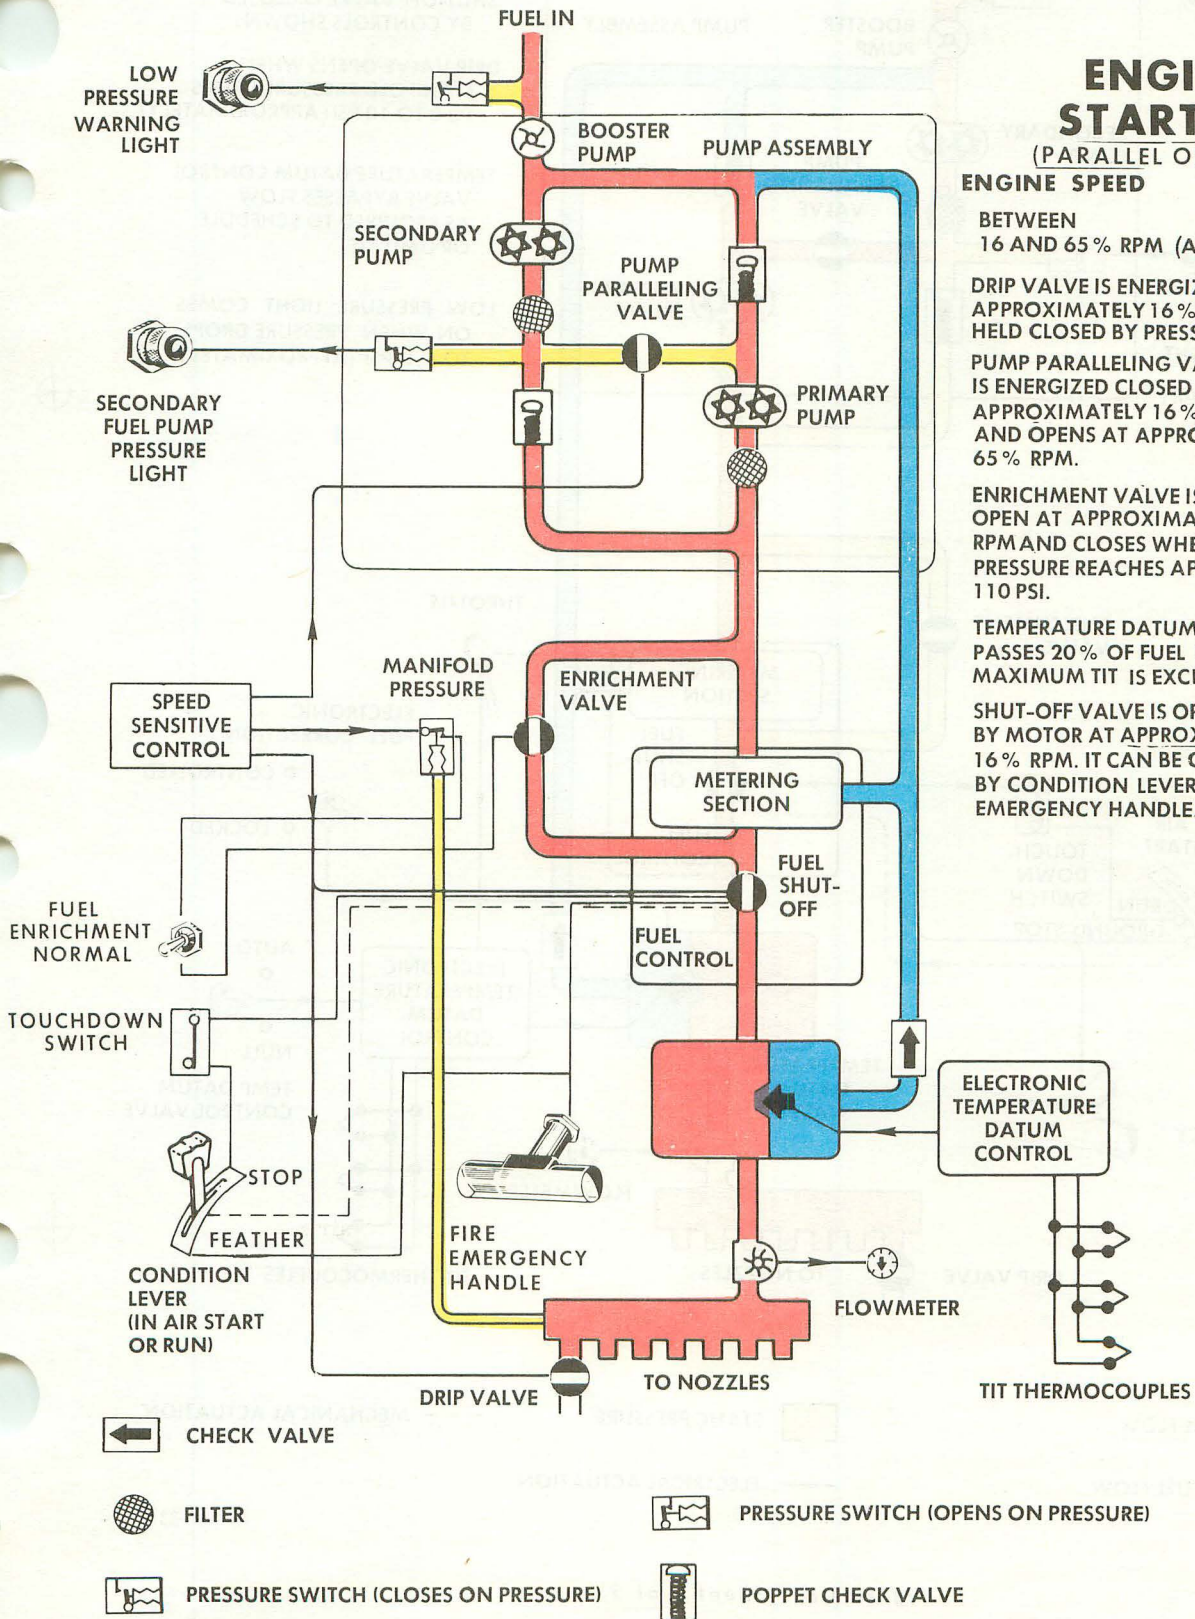 FUEL IN
LOW
PRESSURE
WARNING
LIGHT
BOOSTER
PUMP
PUMP ASSEMBLY
SECONDARY
PUMP
PUMP
PARALLELING
VALVE
SECONDARY
FUEL PUMP
PRESSURE
LIGHT
PRIMARY
PUMP
MANIFOLD
PRESSURE
ENRICHMENT
VALVE
SPEED
SENSITIVE
CONTROL
METERING
SECTION
FUEL
SHUT-
OFF
FUEL
CONTROL
FUEL
ENRICHMENT
NORMAL
TOUCHDOWN
SWITCH
STOP
FEATHER
CONDITION
LEVER
(IN AIR START
OR RUN)
FIRE
EMERGENCY
HANDLE
ELECTRONIC
TEMPERATURE
DATUM
CONTROL
FLOWMETER
DRIP VALVE
TO NOZZLES
TIT THERMOCOUPLES
ENGI
START
(PARALLEL O
ENGINE SPEED
BETWEEN
16 AND 65% RPM (A
DRIP VALVE IS ENERGIZ
APPROXIMATELY 16%
HELD CLOSED BY PRESS
PUMP PARALLELING VA
IS ENERGIZED CLOSED
APPROXIMATELY 16%
AND OPENS AT APPRO
65% RPM.
ENRICHMENT VALVE IS
OPEN AT APPROXIMA
RPM AND CLOSES WHE
PRESSURE REACHES AP
110 PSI.
TEMPERATURE DATUM
PASSES 20% OF FUEL
MAXIMUM TIT IS EXC
SHUT-OFF VALVE IS OP
BY MOTOR AT APPROX
16% RPM. IT CAN BE C
BY CONDITION LEVER
EMERGENCY HANDLE.
CHECK VALVE
FILTER
PRESSURE SWITCH (OPENS ON PRESSURE)
PRESSURE SWITCH (CLOSES ON PRESSURE)
POPPET CHECK VALVE